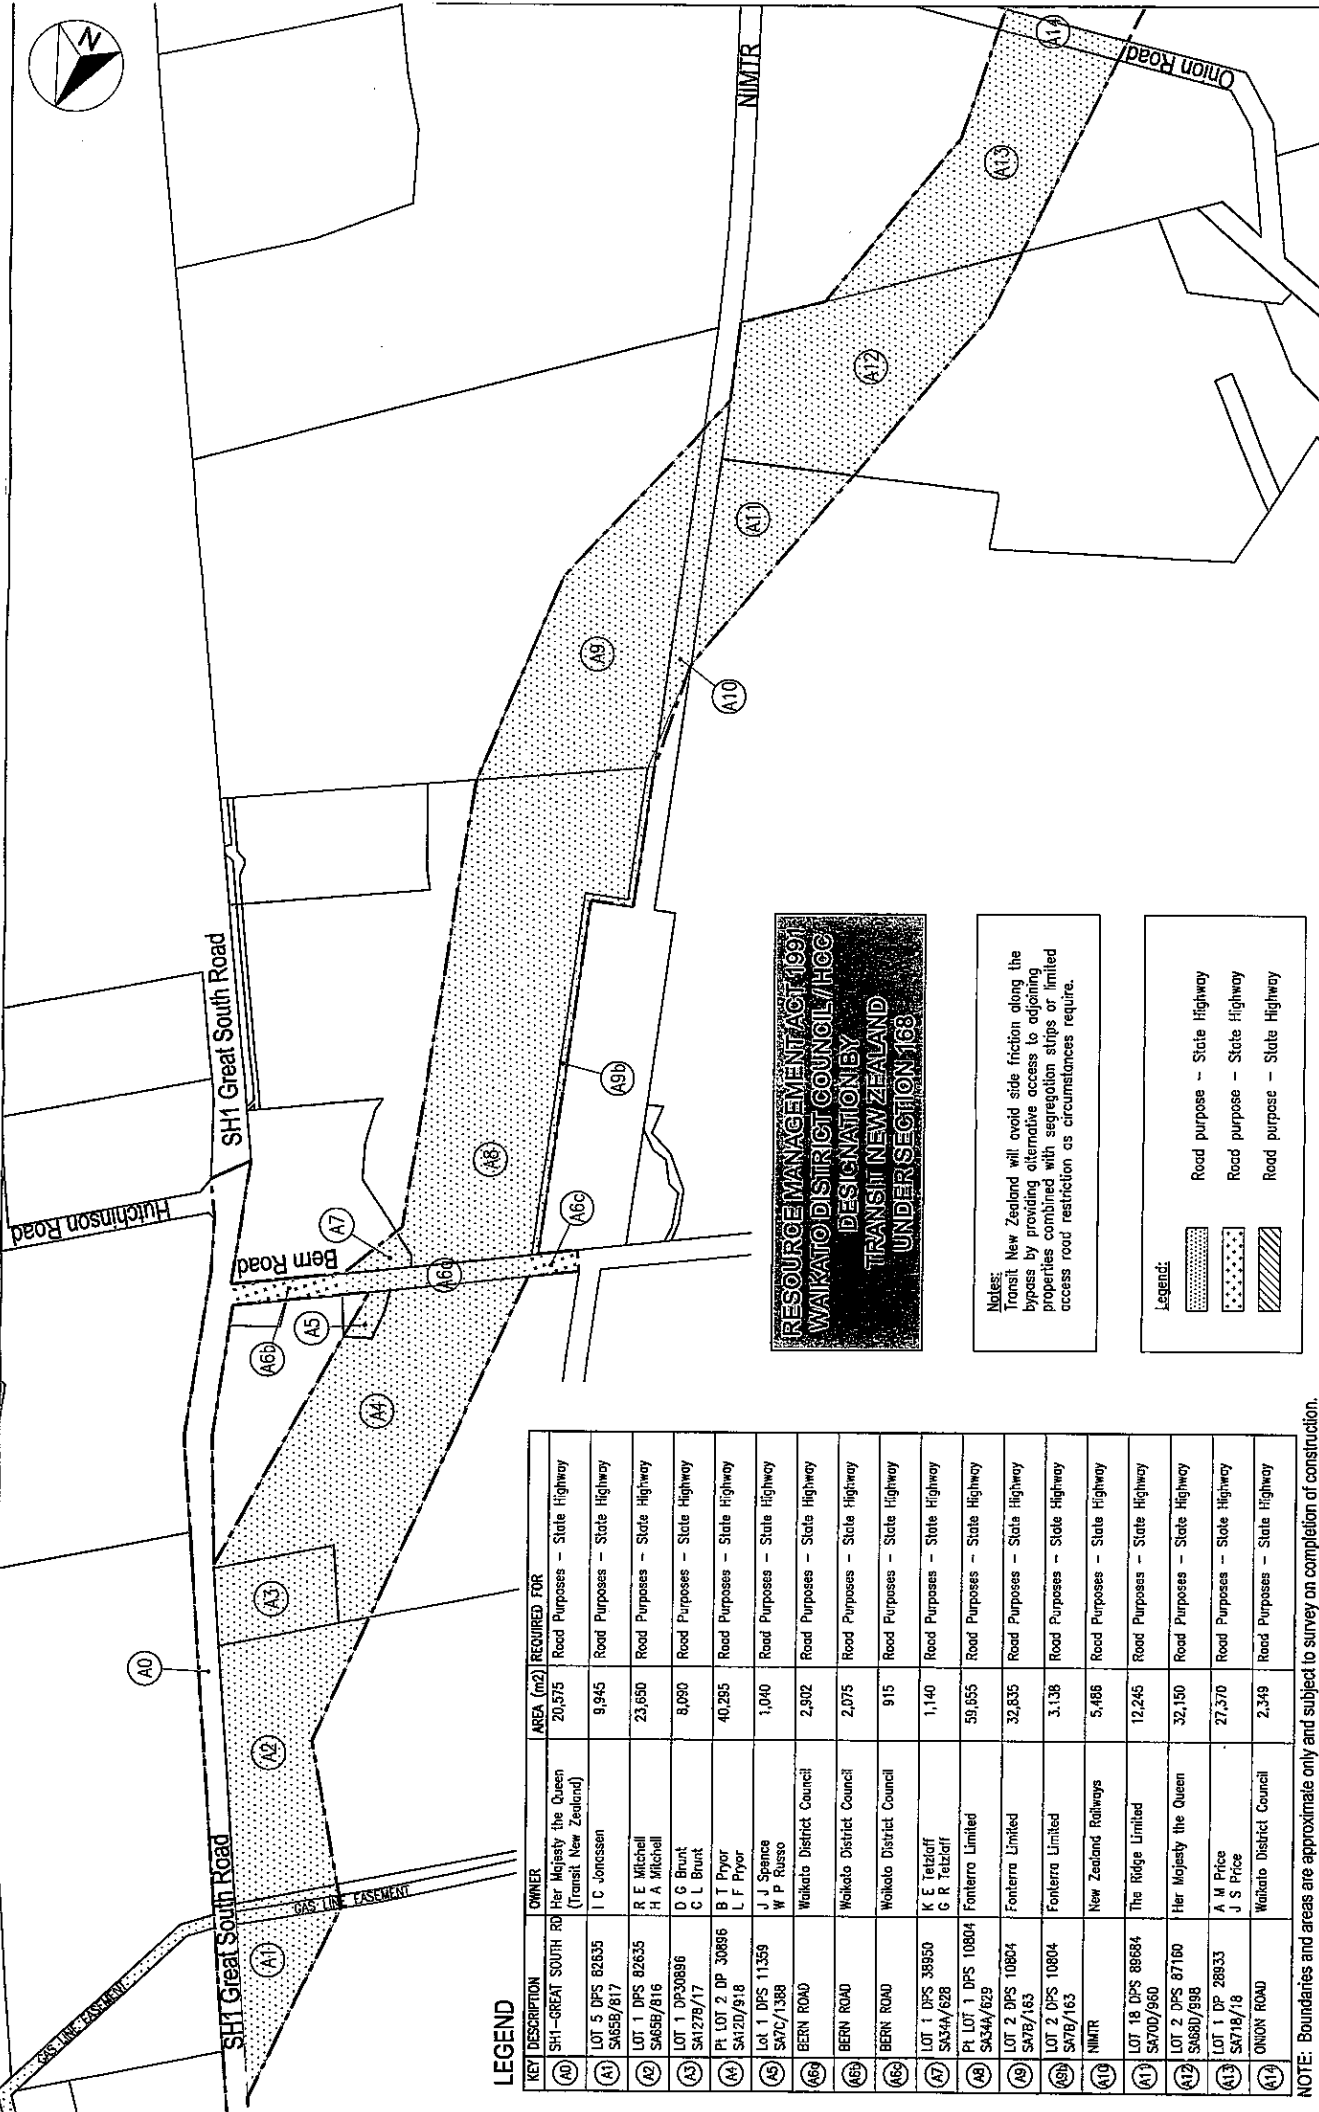 N
SH1 Great South Road
SH1 Great South Road
Hutchinson Road
Bern Road
Onion Road
NIMTR
GAS LINE EASEMENT
GAS LINE EASEMENT
A0
A1
A2
A3
A4
A5
A6b
A6a
A6c
A7
A8
A9b
A9
A10
A11
A12
A13
A14
RESOURCE MANAGEMENT ACT 1991
WAIKATO DISTRICT COUNCIL / HCC
DESIGNATION BY
TRANSIT NEW ZEALAND
UNDER SECTION 168
Notes:
Transit New Zealand will avoid side friction along the
bypass by providing alternative access to adjoining
properties combined with segregation strips or limited
access road restriction as circumstances require.
Legend:
Road purpose – State Highway
Road purpose – State Highway
Road purpose – State Highway
LEGEND
KEY DESCRIPTION OWNER AREA (m2) REQUIRED FOR
A0 SH1-GREAT SOUTH RD Her Majesty the Queen 20,575 Road Purposes – State Highway
(Transit New Zealand)
A1 LOT 5 DPS 82635 I C Jonassen 9,945 Road Purposes – State Highway
SA65B/817
A2 LOT 1 DPS 82635 R E Mitchell 23,650 Road Purposes – State Highway
SA65B/816 H A Mitchell
A3 LOT 1 DP30896 D G Brunt 8,090 Road Purposes – State Highway
SA127B/17 C L Brunt
A4 Pt LOT 2 DP 30896 B T Pryor 40,295 Road Purposes – State Highway
SA12D/918 L F Pryor
A5 Lot 1 DPS 11359 J J Spence 1,040 Road Purposes – State Highway
SA7C/1388 W P Russo
A6a BERN ROAD Waikato District Council 2,902 Road Purposes – State Highway
A6b BERN ROAD Waikato District Council 2,075 Road Purposes – State Highway
A6c BERN ROAD Waikato District Council 915 Road Purposes – State Highway
A7 LOT 1 DPS 38950 K E Tetzlaff 1,140 Road Purposes – State Highway
SA34A/628 G R Tetzlaff
A8 Pt LOT 1 DPS 10804 Fonterra Limited 59,655 Road Purposes – State Highway
SA34A/629
A9 LOT 2 DPS 10804 Fonterra Limited 32,835 Road Purposes – State Highway
SA7B/163
A9b LOT 2 DPS 10804 Fonterra Limited 3.138 Road Purposes – State Highway
SA7B/163
A10 NIMTR New Zealand Railways 5,486 Road Purposes – State Highway
A11 LOT 18 DPS 89684 The Ridge Limited 12,245 Road Purposes – State Highway
SA70D/960
A12 LOT 2 DPS 87160 Her Majesty the Queen 32,150 Road Purposes – State Highway
SA68D/998
A13 LOT 1 DP 28933 A M Price 27,370 Road Purposes – State Highway
SA718/18 J S Price
A14 ONION ROAD Waikato District Council 2,349 Road Purposes – State Highway
NOTE: Boundaries and areas are approximate only and subject to survey on completion of construction.